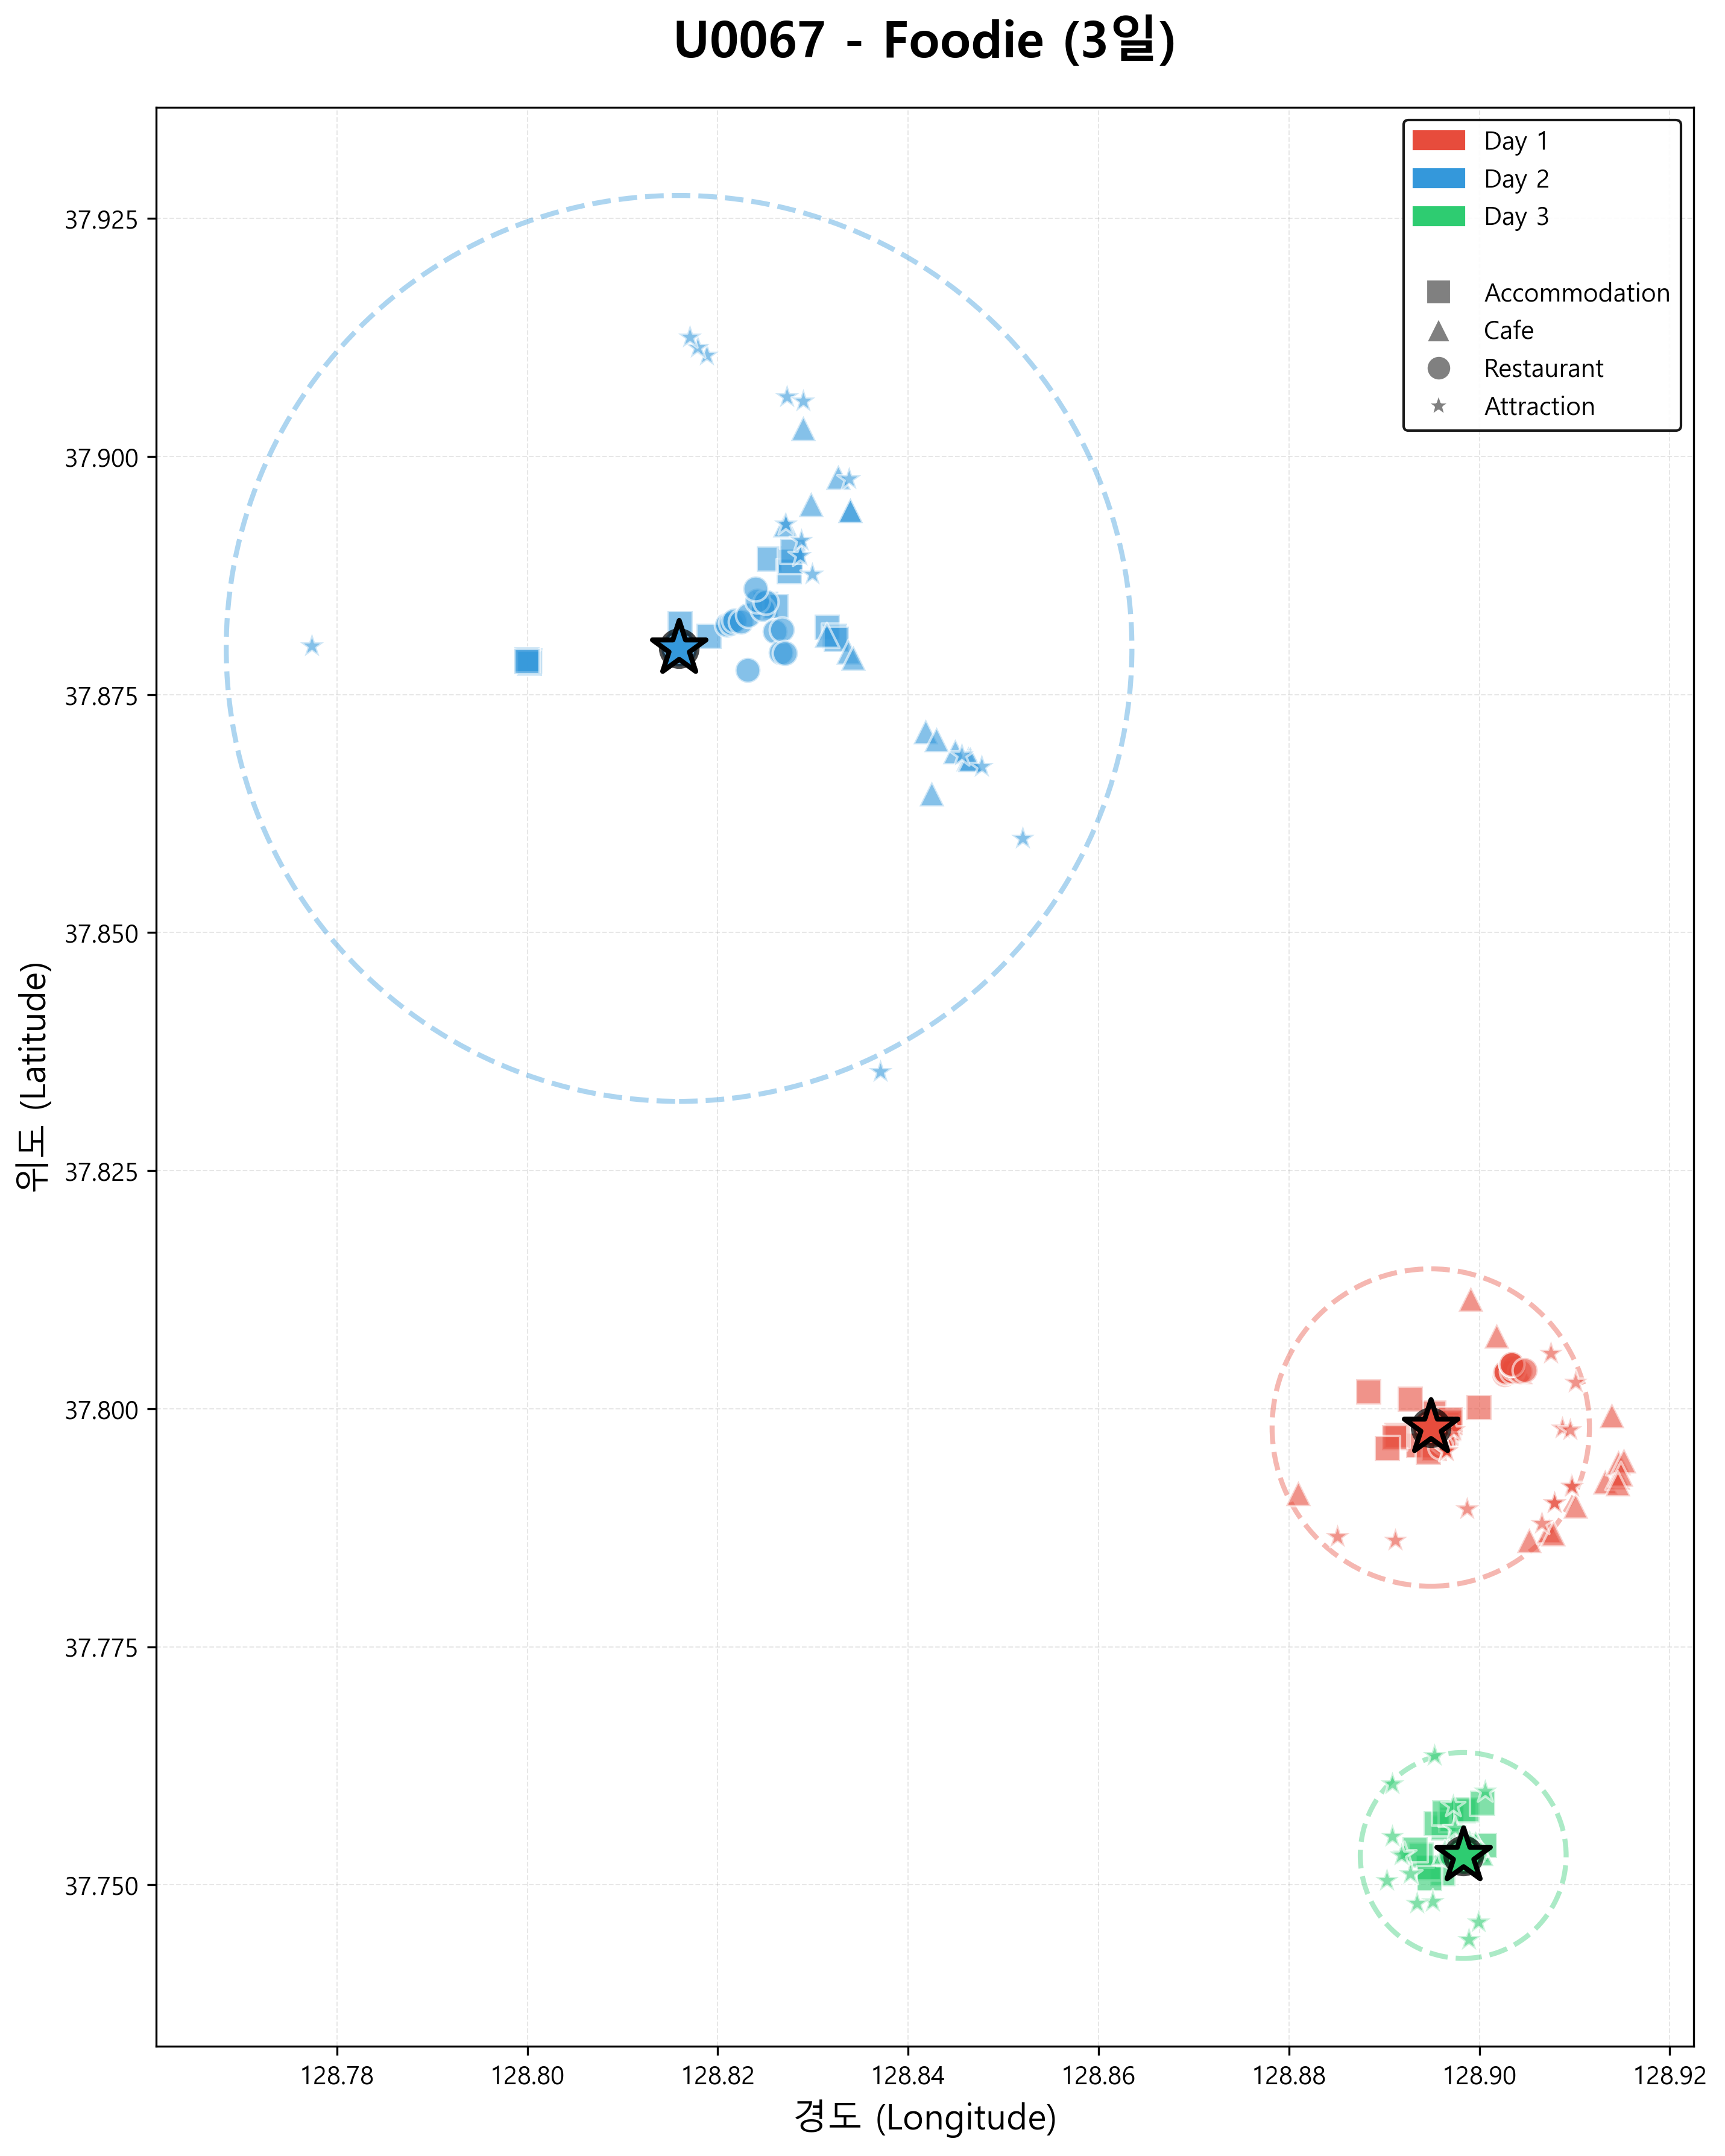 U0067 - Foodie (3일)
Day 1
Day 2
Day 3
Accommodation
Cafe
Restaurant
Attraction
37.925
37.900
37.875
37.850
37.825
37.800
37.775
37.750
위도 (Latitude)
128.78
128.80
128.82
128.84
128.86
128.88
128.90
128.92
경도 (Longitude)